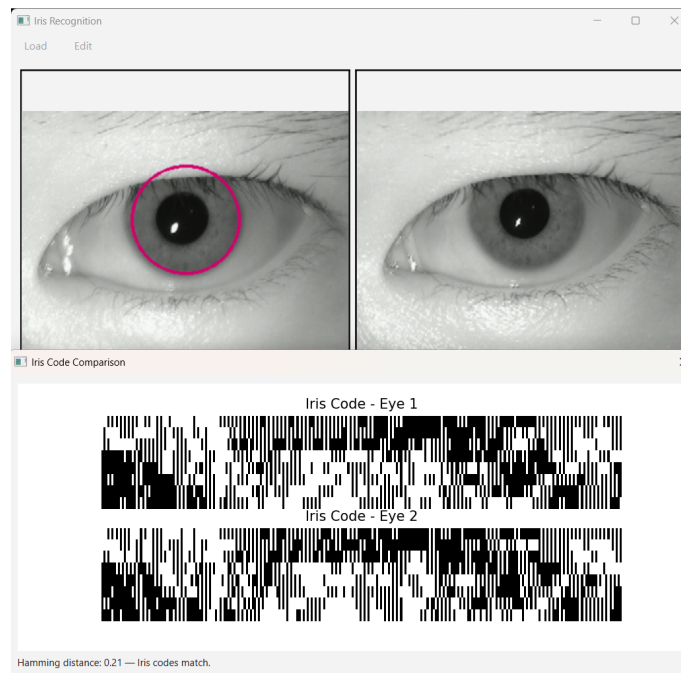 Iris Recognition
Load Edit
Iris Code Comparison
Iris Code - Eye 1
Iris Code - Eye 2
Hamming distance: 0.21 — Iris codes match.